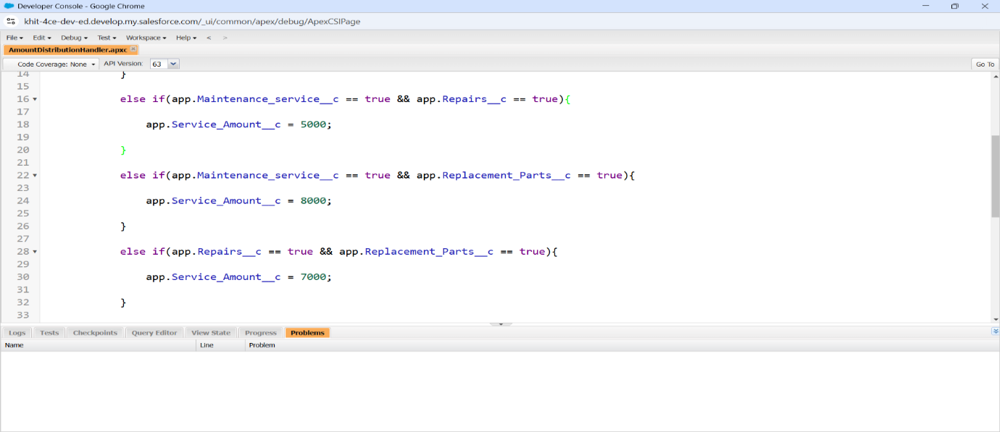 Developer Console - Google Chrome
khit-4ce-dev-ed.develop.my.salesforce.com/_ui/common/apex/debug/ApexCSIPage
File Edit Debug Test Workspace Help < >
AmountDistributionHandler.apxc
Code Coverage: None API Version: 63 Go To
14 }
15
16 else if(app.Maintenance_service__c == true && app.Repairs__c == true){
17
18 app.Service_Amount__c = 5000;
19
20 }
21
22 else if(app.Maintenance_service__c == true && app.Replacement_Parts__c == true){
23
24 app.Service_Amount__c = 8000;
25
26 }
27
28 else if(app.Repairs__c == true && app.Replacement_Parts__c == true){
29
30 app.Service_Amount__c = 7000;
31
32 }
33
Logs Tests Checkpoints Query Editor View State Progress Problems
Name Line Problem